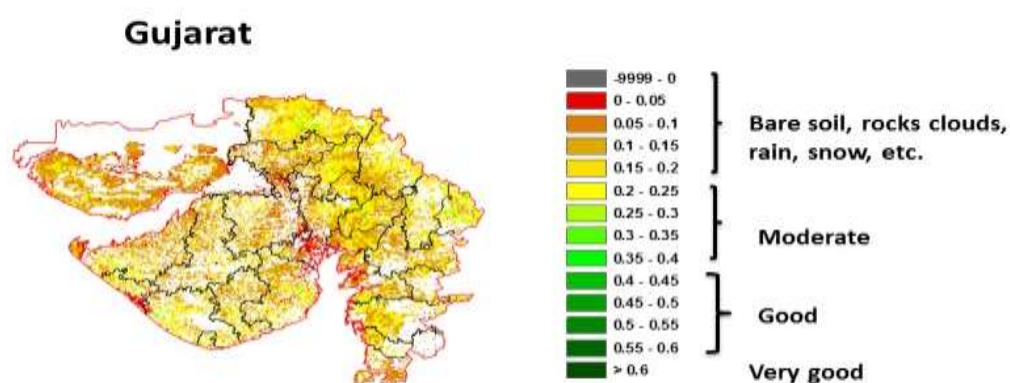 Gujarat
-9999 - 0
0 - 0.05
0.05 - 0.1
0.1 - 0.15
0.15 - 0.2
0.2 - 0.25
0.25 - 0.3
0.3 - 0.35
0.35 - 0.4
0.4 - 0.45
0.45 - 0.5
0.5 - 0.55
0.55 - 0.6
> 0.6
Bare soil, rocks clouds,
rain, snow, etc.
Moderate
Good
Very good